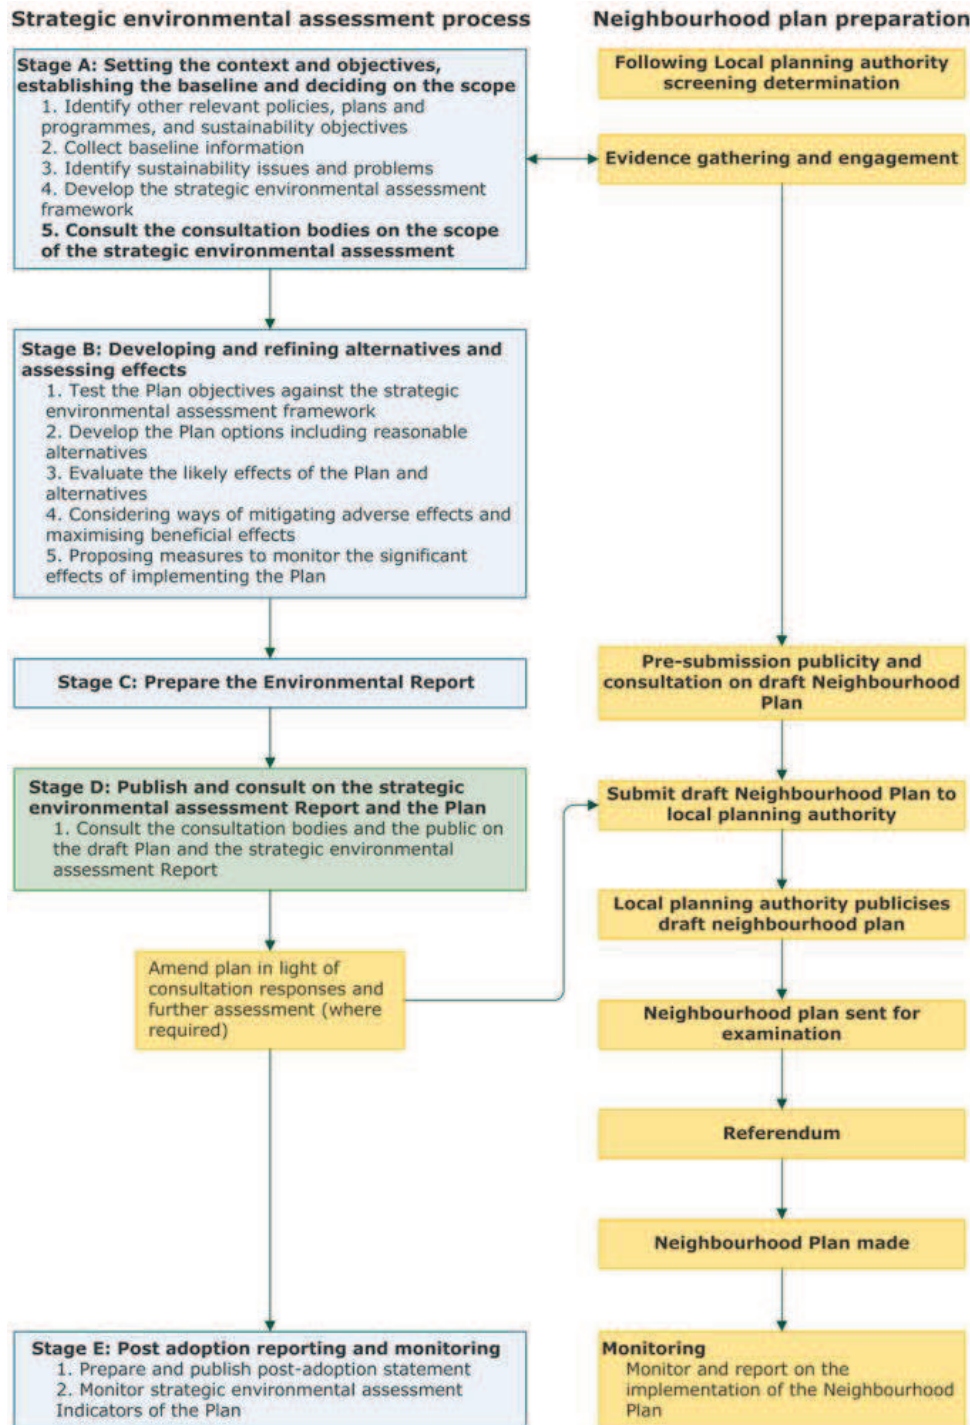 Strategic environmental assessment process
Neighbourhood plan preparation
Stage A: Setting the context and objectives,
establishing the baseline and deciding on the scope
1. Identify other relevant policies, plans and
programmes, and sustainability objectives
2. Collect baseline information
3. Identify sustainability issues and problems
4. Develop the strategic environmental assessment
framework
5. Consult the consultation bodies on the scope
of the strategic environmental assessment
Following Local planning authority
screening determination
Evidence gathering and engagement
Stage B: Developing and refining alternatives and
assessing effects
1. Test the Plan objectives against the strategic
environmental assessment framework
2. Develop the Plan options including reasonable
alternatives
3. Evaluate the likely effects of the Plan and
alternatives
4. Considering ways of mitigating adverse effects and
maximising beneficial effects
5. Proposing measures to monitor the significant
effects of implementing the Plan
Stage C: Prepare the Environmental Report
Pre-submission publicity and
consultation on draft Neighbourhood
Plan
Stage D: Publish and consult on the strategic
environmental assessment Report and the Plan
1. Consult the consultation bodies and the public on
the draft Plan and the strategic environmental
assessment Report
Submit draft Neighbourhood Plan to
local planning authority
Local planning authority publicises
draft neighbourhood plan
Amend plan in light of
consultation responses and
further assessment (where
required)
Neighbourhood plan sent for
examination
Referendum
Neighbourhood Plan made
Stage E: Post adoption reporting and monitoring
1. Prepare and publish post-adoption statement
2. Monitor strategic environmental assessment
Indicators of the Plan
Monitoring
Monitor and report on the
implementation of the Neighbourhood
Plan